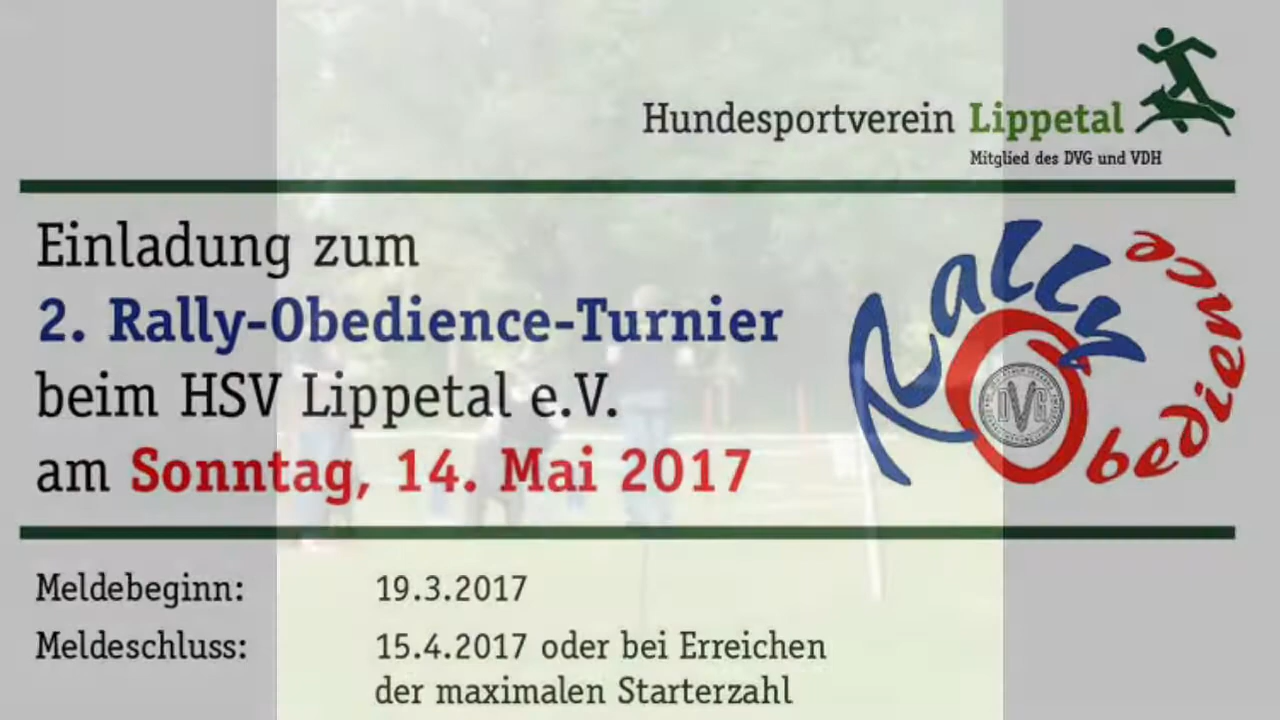 Hundesportverein Lippetal
Mitglied des DVG und VDH
Einladung zum
2. Rally-Obedience-Turnier
beim HSV Lippetal e.V.
am Sonntag, 14. Mai 2017
Rally
Obedience
DVG
Meldebeginn: 19.3.2017
Meldeschluss: 15.4.2017 oder bei Erreichen
der maximalen Starterzahl